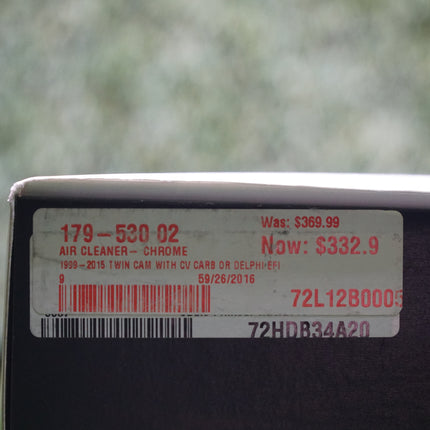 179-530 02
Was: $369.99
AIR CLEANER- CHROME
Now: $332.9
1999-2015 TWIN CAM WITH CV CARB OR DELPHI EFI
9
59/26/2016
72L12B0005
72HDB34A20